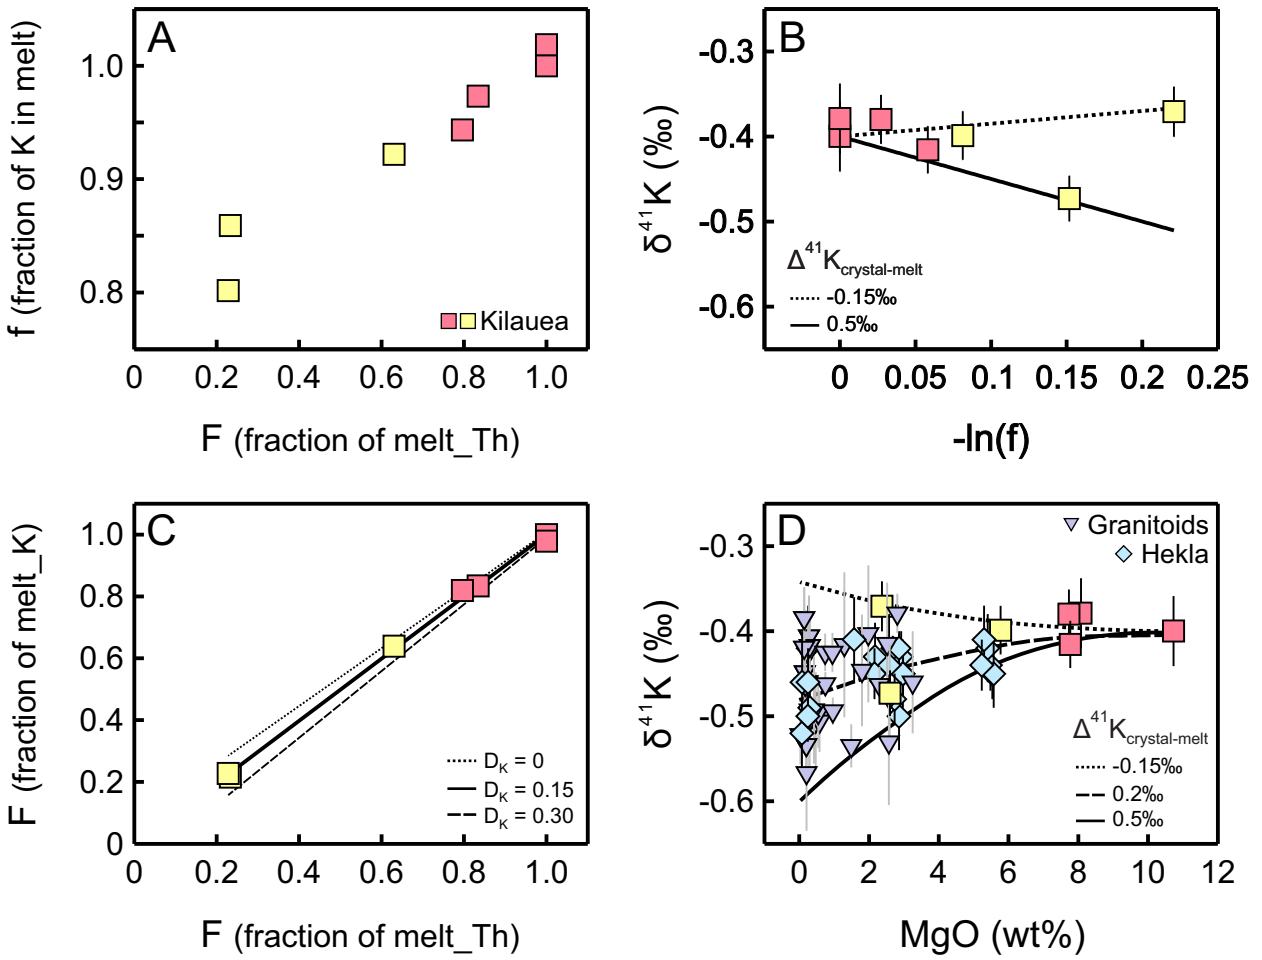 A
f (fraction of K in melt)
1.0
0.9
0.8
Kilauea
0 0.2 0.4 0.6 0.8 1.0
F (fraction of melt_Th)
B
δ⁴¹K (‰)
-0.3
-0.4
-0.5
-0.6
Δ⁴¹Kcrystal-melt
-0.15‰
0.5‰
0 0.05 0.1 0.15 0.2 0.25
-ln(f)
C
F (fraction of melt_K)
1.0
0.8
0.6
0.4
0.2
0
DK = 0
DK = 0.15
DK = 0.30
0 0.2 0.4 0.6 0.8 1.0
F (fraction of melt_Th)
D
δ⁴¹K (‰)
-0.3
-0.4
-0.5
-0.6
Granitoids
Hekla
Δ⁴¹Kcrystal-melt
-0.15‰
0.2‰
0.5‰
0 2 4 6 8 10 12
MgO (wt%)